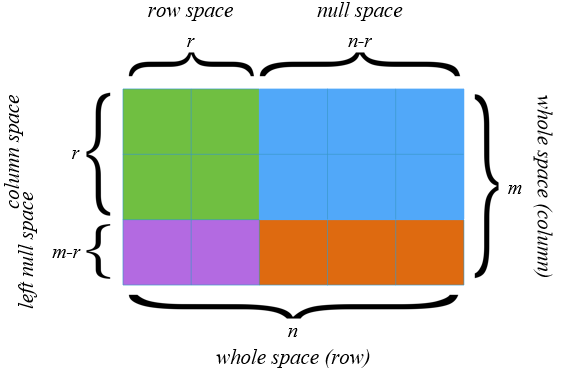 row space
null space
r
n-r
column space
r
left null space
m-r
m
whole space (column)
n
whole space (row)